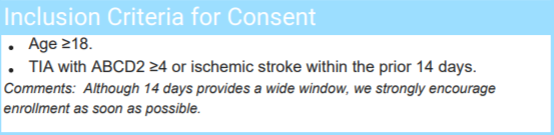 Inclusion Criteria for Consent
• Age ≥18.
• TIA with ABCD2 ≥4 or ischemic stroke within the prior 14 days.
Comments: Although 14 days provides a wide window, we strongly encourage
enrollment as soon as possible.